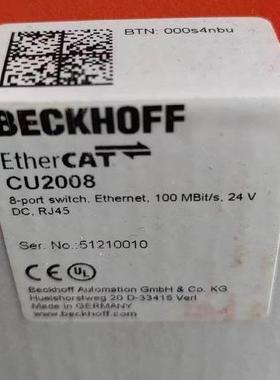 BTN: 000s4nbu
BECKHOFF
EtherCAT
CU2008
8-port switch, Ethernet, 100 MBit/s, 24 V
DC, RJ45
Ser. No.:51210010
CE UL
Beckhoff Automation GmbH & Co. KG
Huelshorstweg 20 D-33415 Verl
Made in GERMANY
www.beckhoff.com